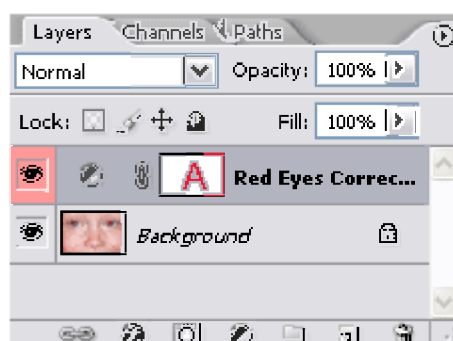 Layers Channels Paths
Normal Opacity: 100%
Lock: Fill: 100%
A Red Eyes Correc...
Background